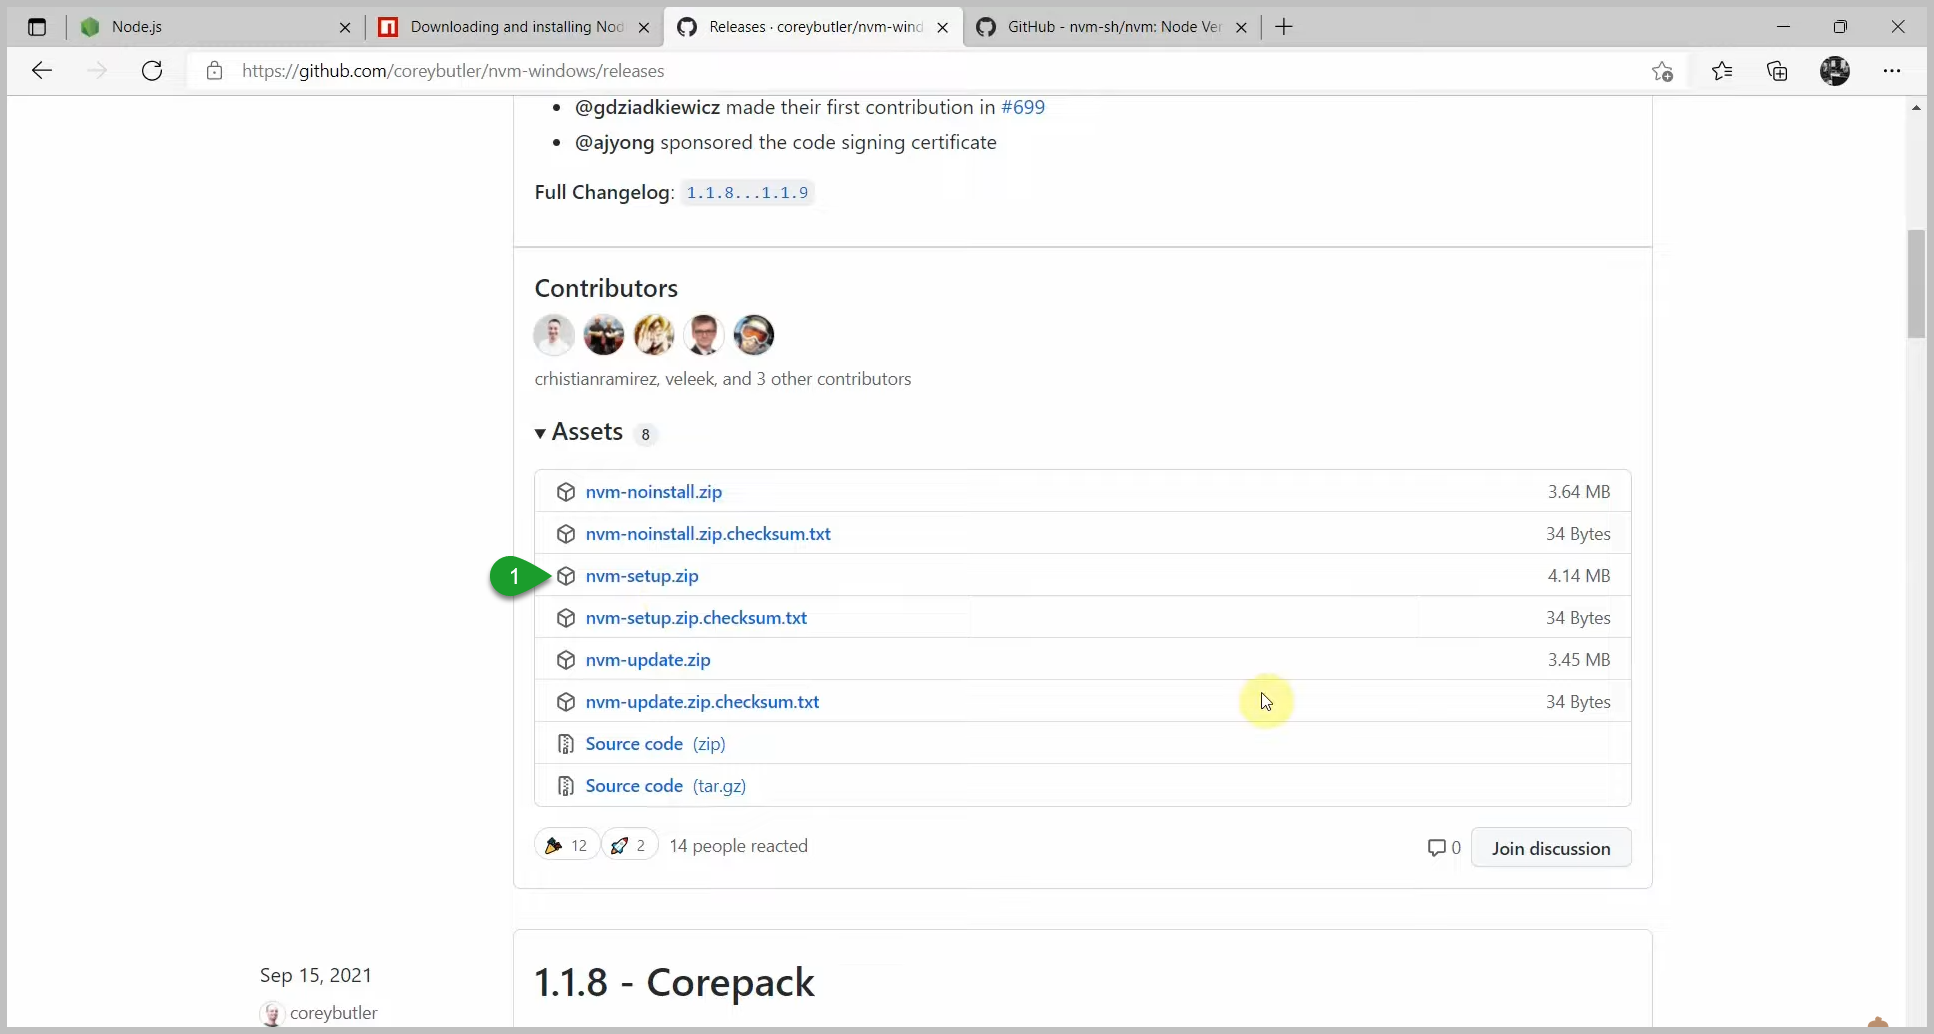 Node.js
Downloading and installing Nod
Releases · coreybutler/nvm-wind
GitHub - nvm-sh/nvm: Node Ver
https://github.com/coreybutler/nvm-windows/releases
@gdziadkiewicz made their first contribution in #699
@ajyong sponsored the code signing certificate
Full Changelog: 1.1.8...1.1.9
Contributors
crhistianramirez, veleek, and 3 other contributors
Assets 8
nvm-noinstall.zip 3.64 MB
nvm-noinstall.zip.checksum.txt 34 Bytes
1 nvm-setup.zip 4.14 MB
nvm-setup.zip.checksum.txt 34 Bytes
nvm-update.zip 3.45 MB
nvm-update.zip.checksum.txt 34 Bytes
Source code (zip)
Source code (tar.gz)
12 2 14 people reacted 0 Join discussion
Sep 15, 2021
coreybutler
1.1.8 - Corepack